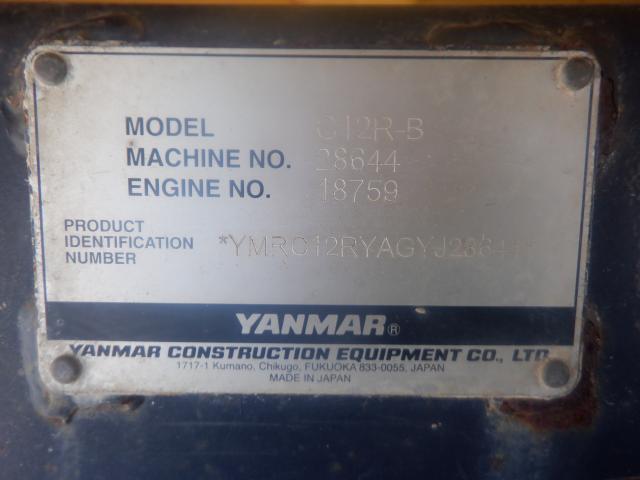 MODEL C12R-B
MACHINE NO. 28644
ENGINE NO. 18759
PRODUCT
IDENTIFICATION *YMRC12RYAGYJ28644*
NUMBER
YANMAR®
YANMAR CONSTRUCTION EQUIPMENT CO., LTD.
1717-1 Kumano, Chikugo, FUKUOKA 833-0055, JAPAN
MADE IN JAPAN